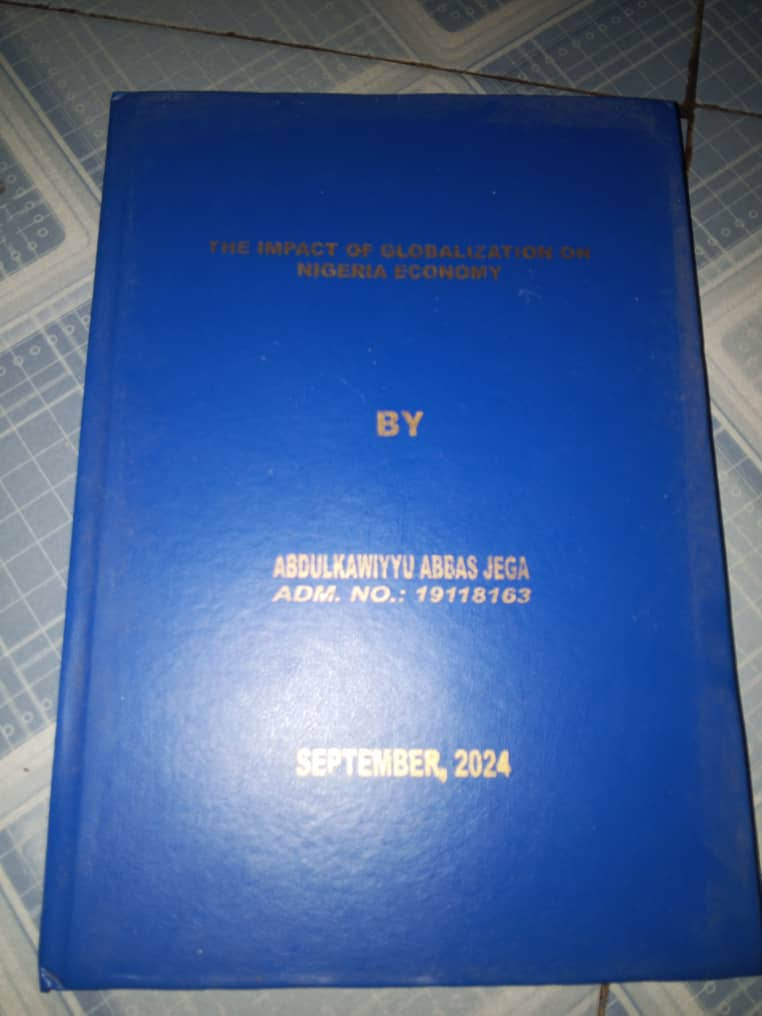 THE IMPACT OF GLOBALIZATION ON
NIGERIA ECONOMY
BY
ABDULKAWIYYU ABBAS JEGA
ADM. NO.: 19118163
SEPTEMBER, 2024